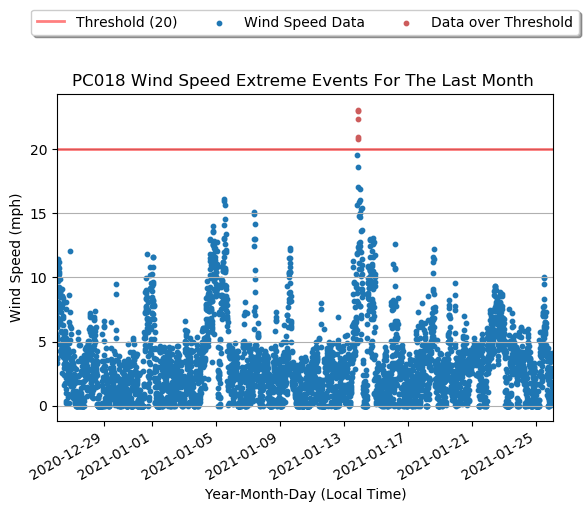 Threshold (20) Wind Speed Data Data over Threshold
PC018 Wind Speed Extreme Events For The Last Month
20
15
10
5
0
Wind Speed (mph)
2020-12-29 2021-01-01 2021-01-05 2021-01-09 2021-01-13 2021-01-17 2021-01-21 2021-01-25
Year-Month-Day (Local Time)